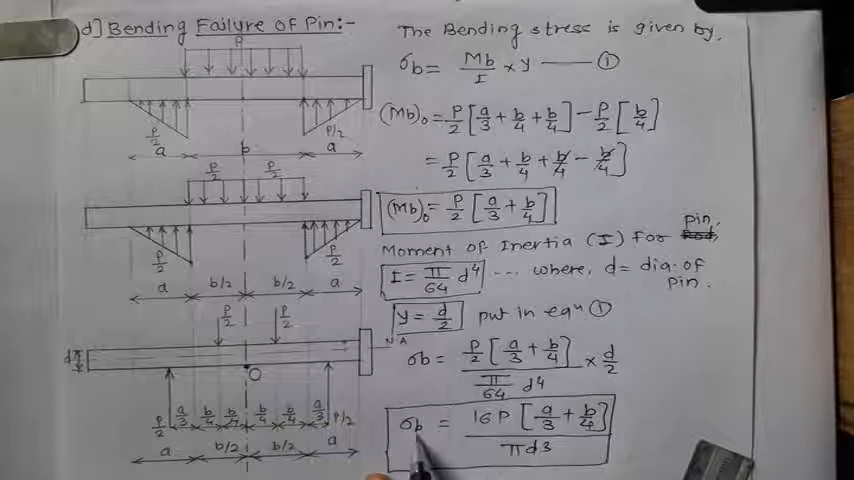 d] Bending Failure of Pin:-
P
P/2
P/2
a
b
a
P/2
P/2
P/2
P/2
a
b/2
b/2
a
P/2
P/2
d
A
O
P/2
a/3
b/4
b/4
b/4
b/4
a/3
P/2
a
b/2
b/2
a
The Bending stress is given by,
σb = Mb/I × y —— ①
(Mb)₀ = P/2 [a/3 + b/4 + b/4] - P/2 [b/4]
= P/2 [a/3 + b/4 + b/4 - b/4]
(Mb)₀ = P/2 [a/3 + b/4]
pin.
Moment of Inertia (I) for
I = π/64 d⁴ ... where, d = dia. of
pin.
y = d/2 put in eqn ①
σb = P/2 [a/3 + b/4] / π/64 d⁴ × d/2
σb = 16P [a/3 + b/4] / πd3